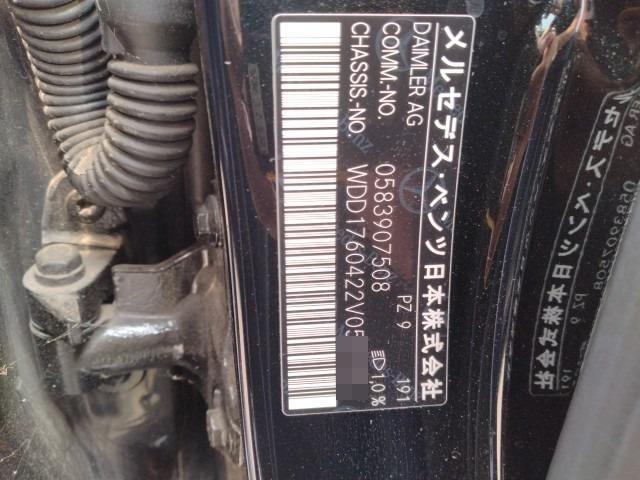 メルセデス・ベンツ日本株式会社
DAIMLER AG PZ 9 191
COMM-NO. 0583907508 1,0%
CHASSIS.-NO. WDD1760422V05